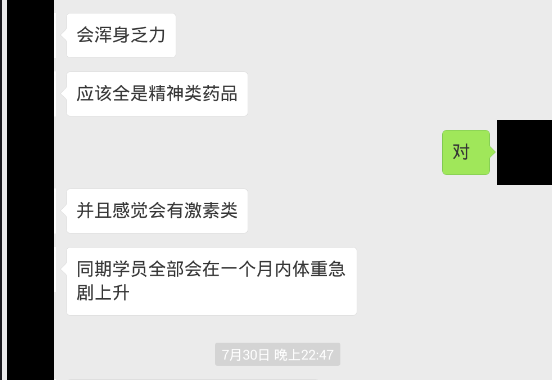 会浑身乏力
应该全是精神类药品
对
并且感觉会有激素类
同期学员全部会在一个月内体重急
剧上升
7月30日 晚上22:47